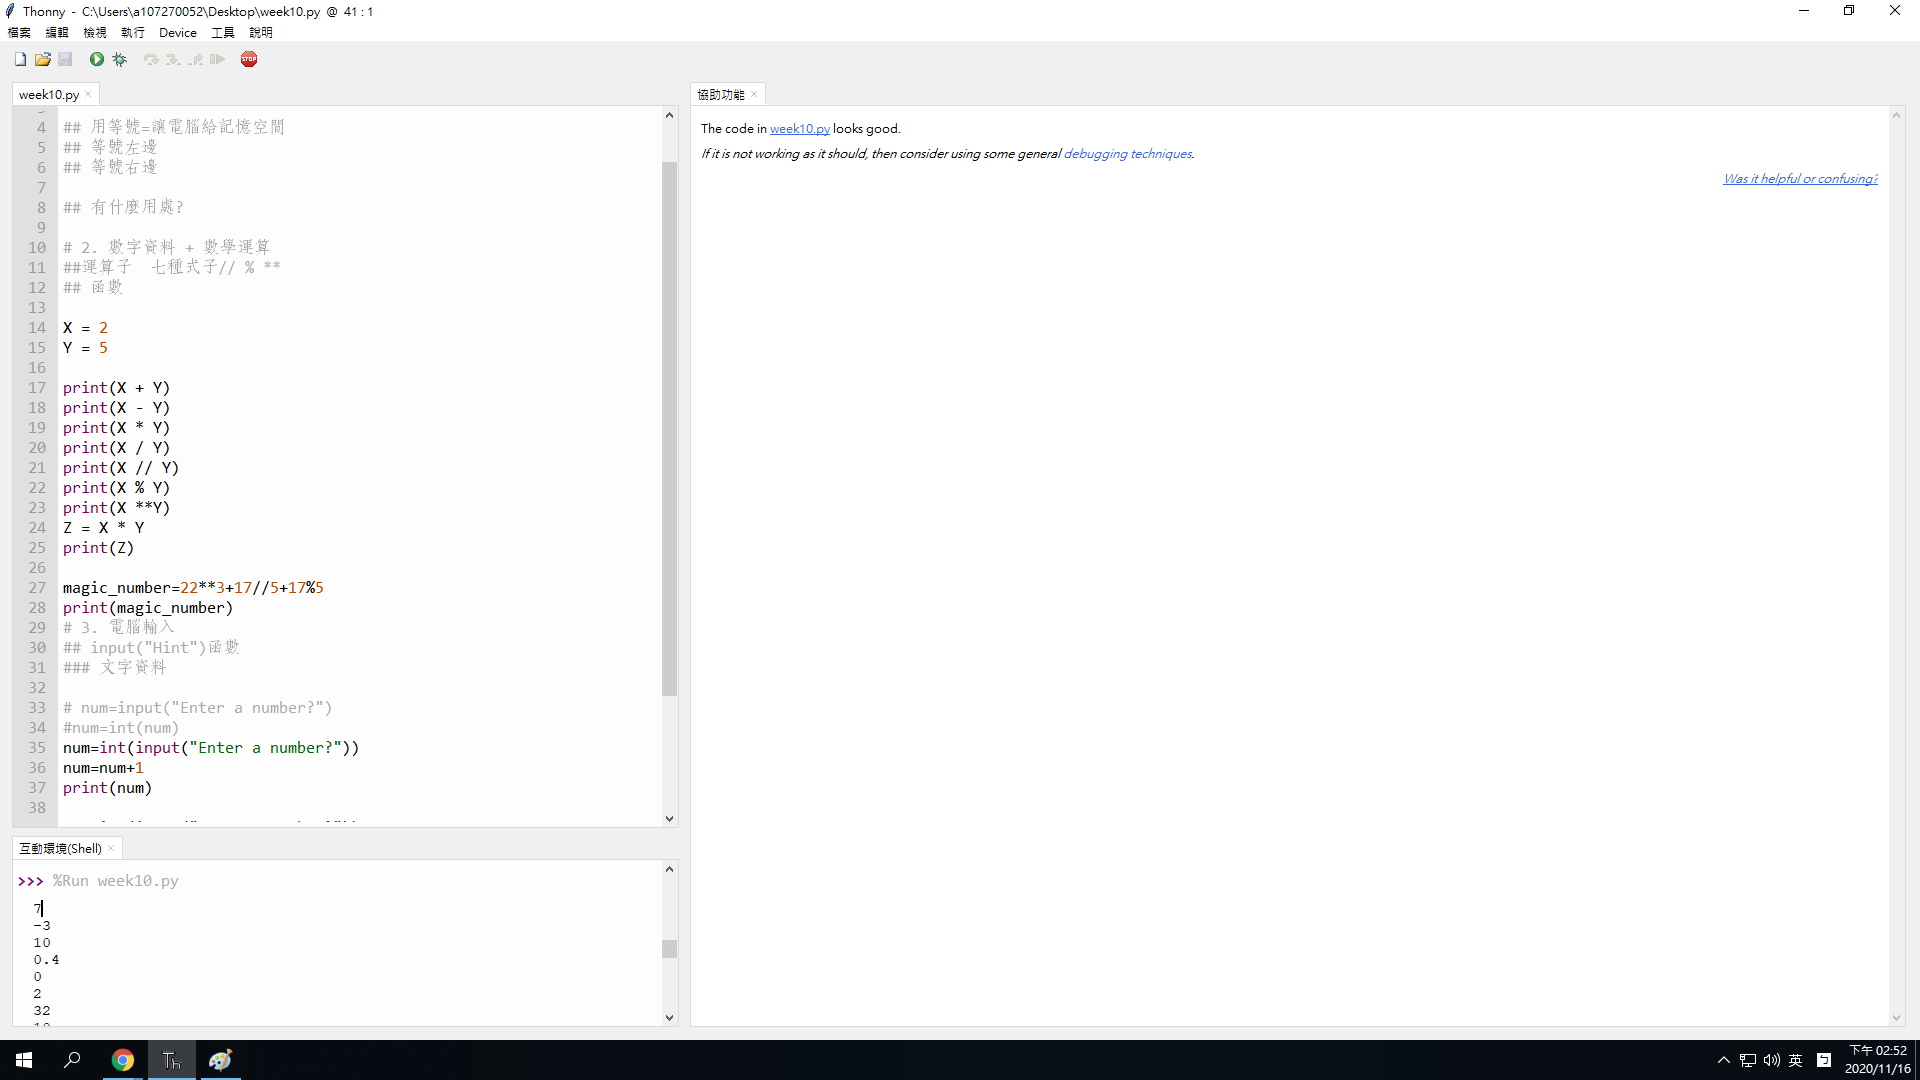 Thonny - C:\Users\a107270052\Desktop\week10.py @ 41 : 1
檔案 編輯 檢視 執行 Device 工具 說明
STOP
week10.py
4 ## 用等號=讓電腦給記憶空間
5 ## 等號左邊
6 ## 等號右邊
7
8 ## 有什麼用處?
9
10 # 2. 數字資料 + 數學運算
11 ##運算子  七種式子// % **
12 ## 函數
13
14 X = 2
15 Y = 5
16
17 print(X + Y)
18 print(X - Y)
19 print(X * Y)
20 print(X / Y)
21 print(X // Y)
22 print(X % Y)
23 print(X **Y)
24 Z = X * Y
25 print(Z)
26
27 magic_number=22**3+17//5+17%5
28 print(magic_number)
29 # 3. 電腦輸入
30 ## input("Hint")函數
31 ### 文字資料
32
33 # num=input("Enter a number?")
34 #num=int(num)
35 num=int(input("Enter a number?"))
36 num=num+1
37 print(num)
38
互動環境(Shell)
>>> %Run week10.py
7
-3
10
0.4
0
2
32
協助功能
The code in week10.py looks good.
If it is not working as it should, then consider using some general debugging techniques.
Was it helpful or confusing?
Th
英
下午 02:52
2020/11/16